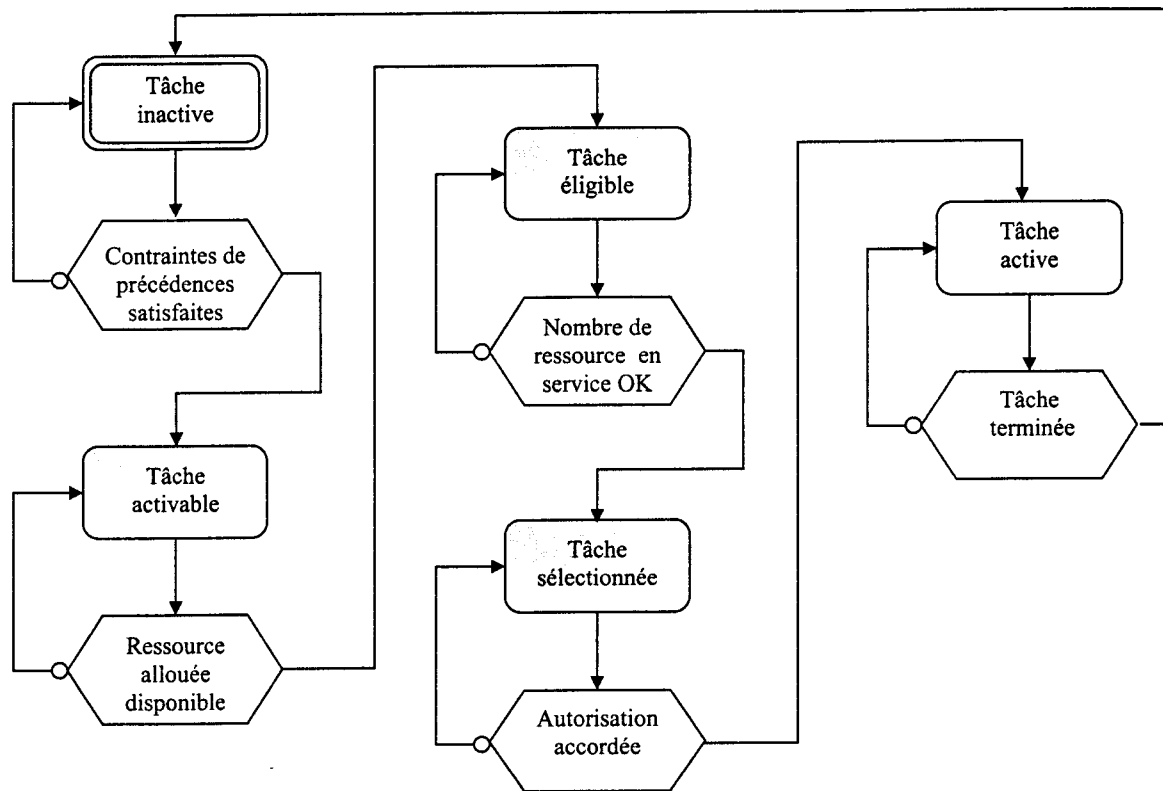 Tâche
inactive
Contraintes de
précédences
satisfaites
Tâche
activable
Ressource
allouée
disponible
Tâche
éligible
Nombre de
ressource en
service OK
Tâche
sélectionnée
Autorisation
accordée
Tâche
active
Tâche
terminée